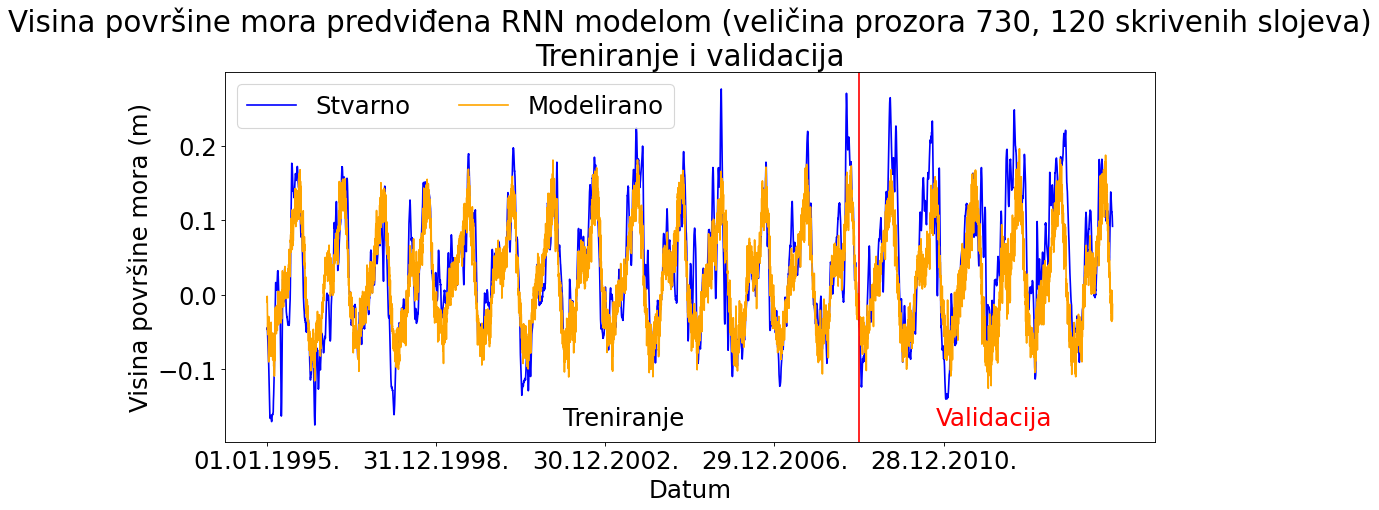 Visina površine mora predviđena RNN modelom (veličina prozora 730, 120 skrivenih slojeva)
Treniranje i validacija
Stvarno Modelirano
Visina površine mora (m)
0.2
0.1
0.0
−0.1
Treniranje Validacija
01.01.1995. 31.12.1998. 30.12.2002. 29.12.2006. 28.12.2010.
Datum